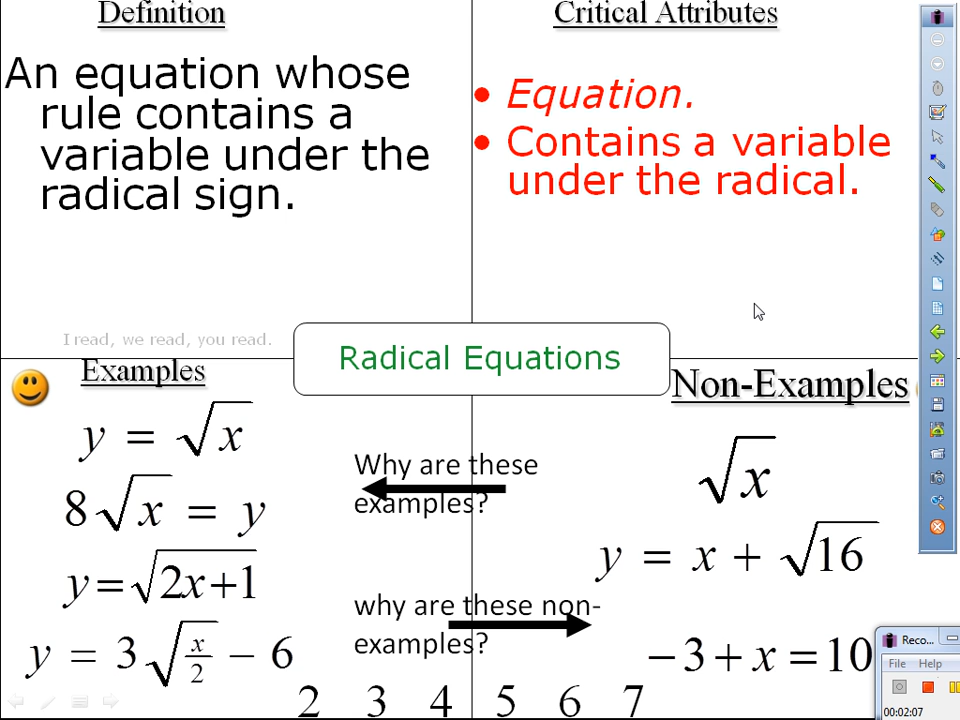 Definition
An equation whose
rule contains a
variable under the
radical sign.
I read, we read, you read.
Critical Attributes
• Equation.
• Contains a variable
under the radical.
Radical Equations
Examples
y = √x
8√x = y
y = √(2x+1)
y = 3√(x/2) − 6
Why are these
examples?
why are these non-
examples?
Non-Examples
√x
y = x + √16
−3 + x = 10
2 3 4 5 6 7
Reco...
File Help
00:02:07